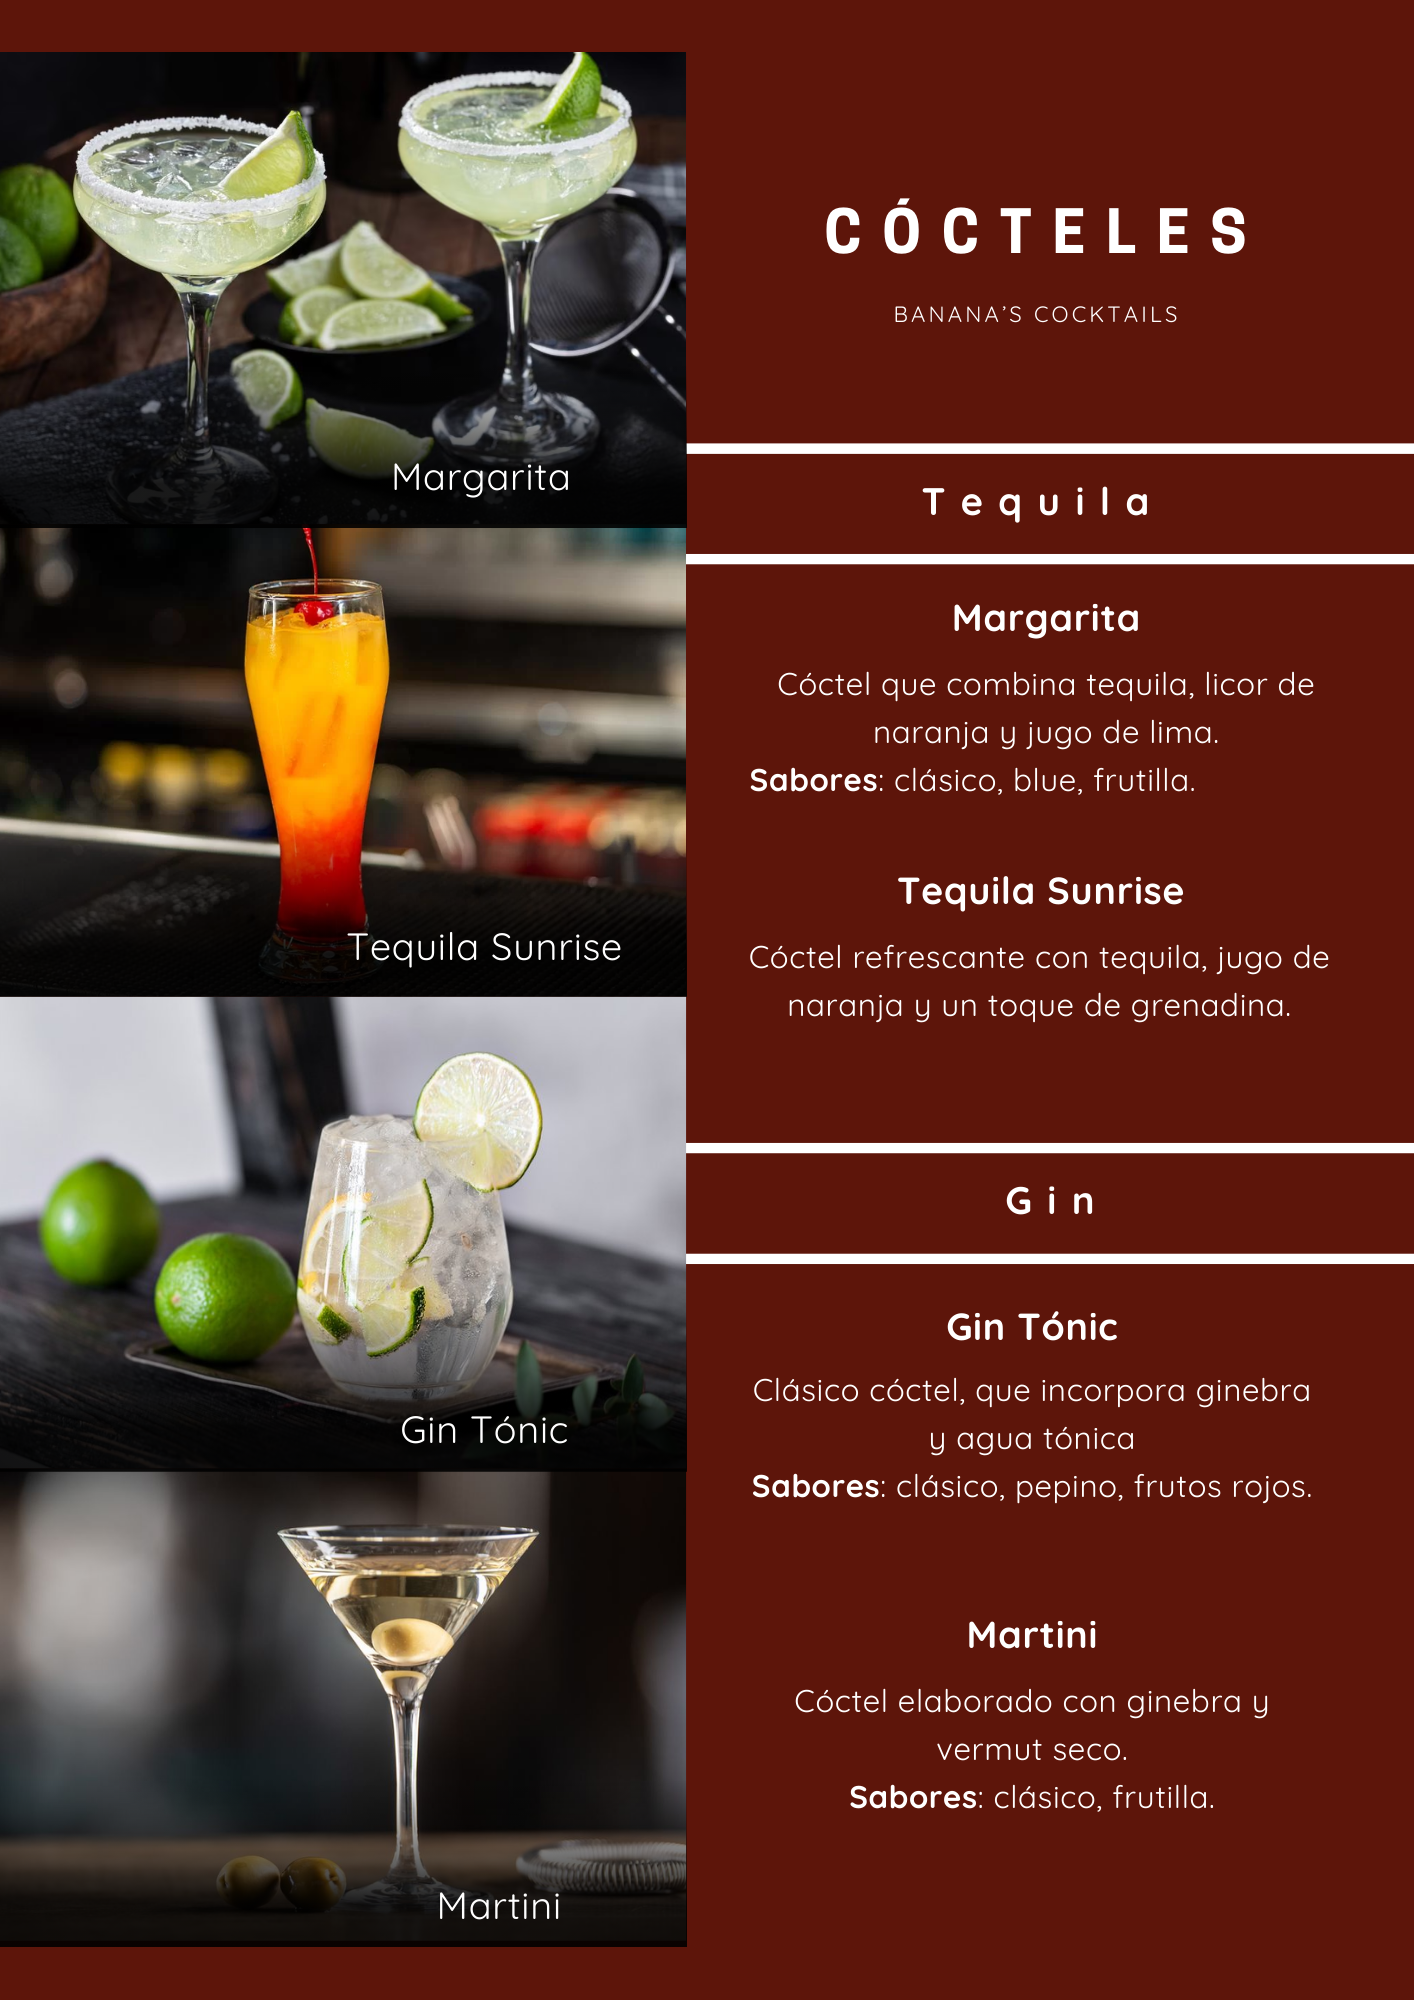 CÓCTELES
BANANA’S COCKTAILS
Tequila
Margarita
Cóctel que combina tequila, licor de
naranja y jugo de lima.
Sabores: clásico, blue, frutilla.
Tequila Sunrise
Cóctel refrescante con tequila, jugo de
naranja y un toque de grenadina.
Gin
Gin Tónic
Clásico cóctel, que incorpora ginebra
y agua tónica
Sabores: clásico, pepino, frutos rojos.
Martini
Cóctel elaborado con ginebra y
vermut seco.
Sabores: clásico, frutilla.
Margarita
Tequila Sunrise
Gin Tónic
Martini